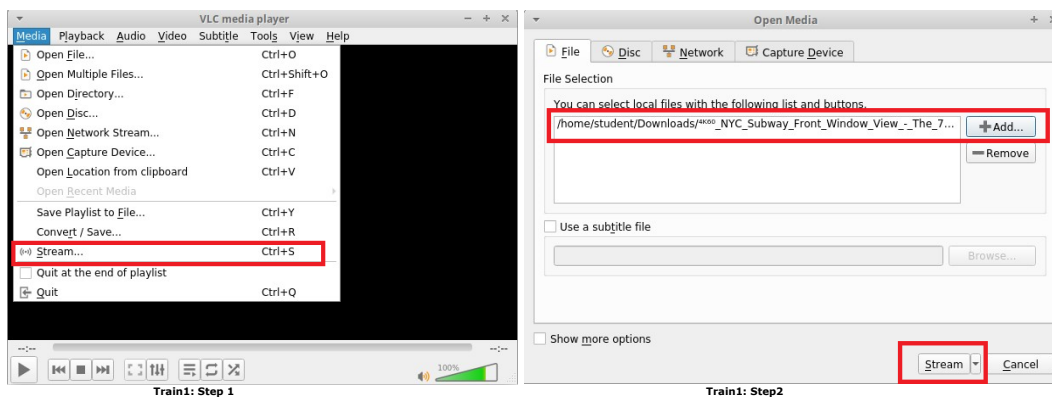 VLC media player
Media Playback Audio Video Subtitle Tools View Help
Open File... Ctrl+O
Open Multiple Files... Ctrl+Shift+O
Open Directory... Ctrl+F
Open Disc... Ctrl+D
Open Network Stream... Ctrl+N
Open Capture Device... Ctrl+C
Open Location from clipboard Ctrl+V
Open Recent Media
Save Playlist to File... Ctrl+Y
Convert / Save... Ctrl+R
Stream... Ctrl+S
Quit at the end of playlist
Quit Ctrl+Q
--:-- --:--
100%
Train1: Step 1
Open Media
File Disc Network Capture Device
File Selection
You can select local files with the following list and buttons.
/home/student/Downloads/⁴ᴷ⁶⁰_NYC_Subway_Front_Window_View_-_The_7... Add...
Remove
Use a subtitle file
Browse...
Show more options
Stream Cancel
Train1: Step2